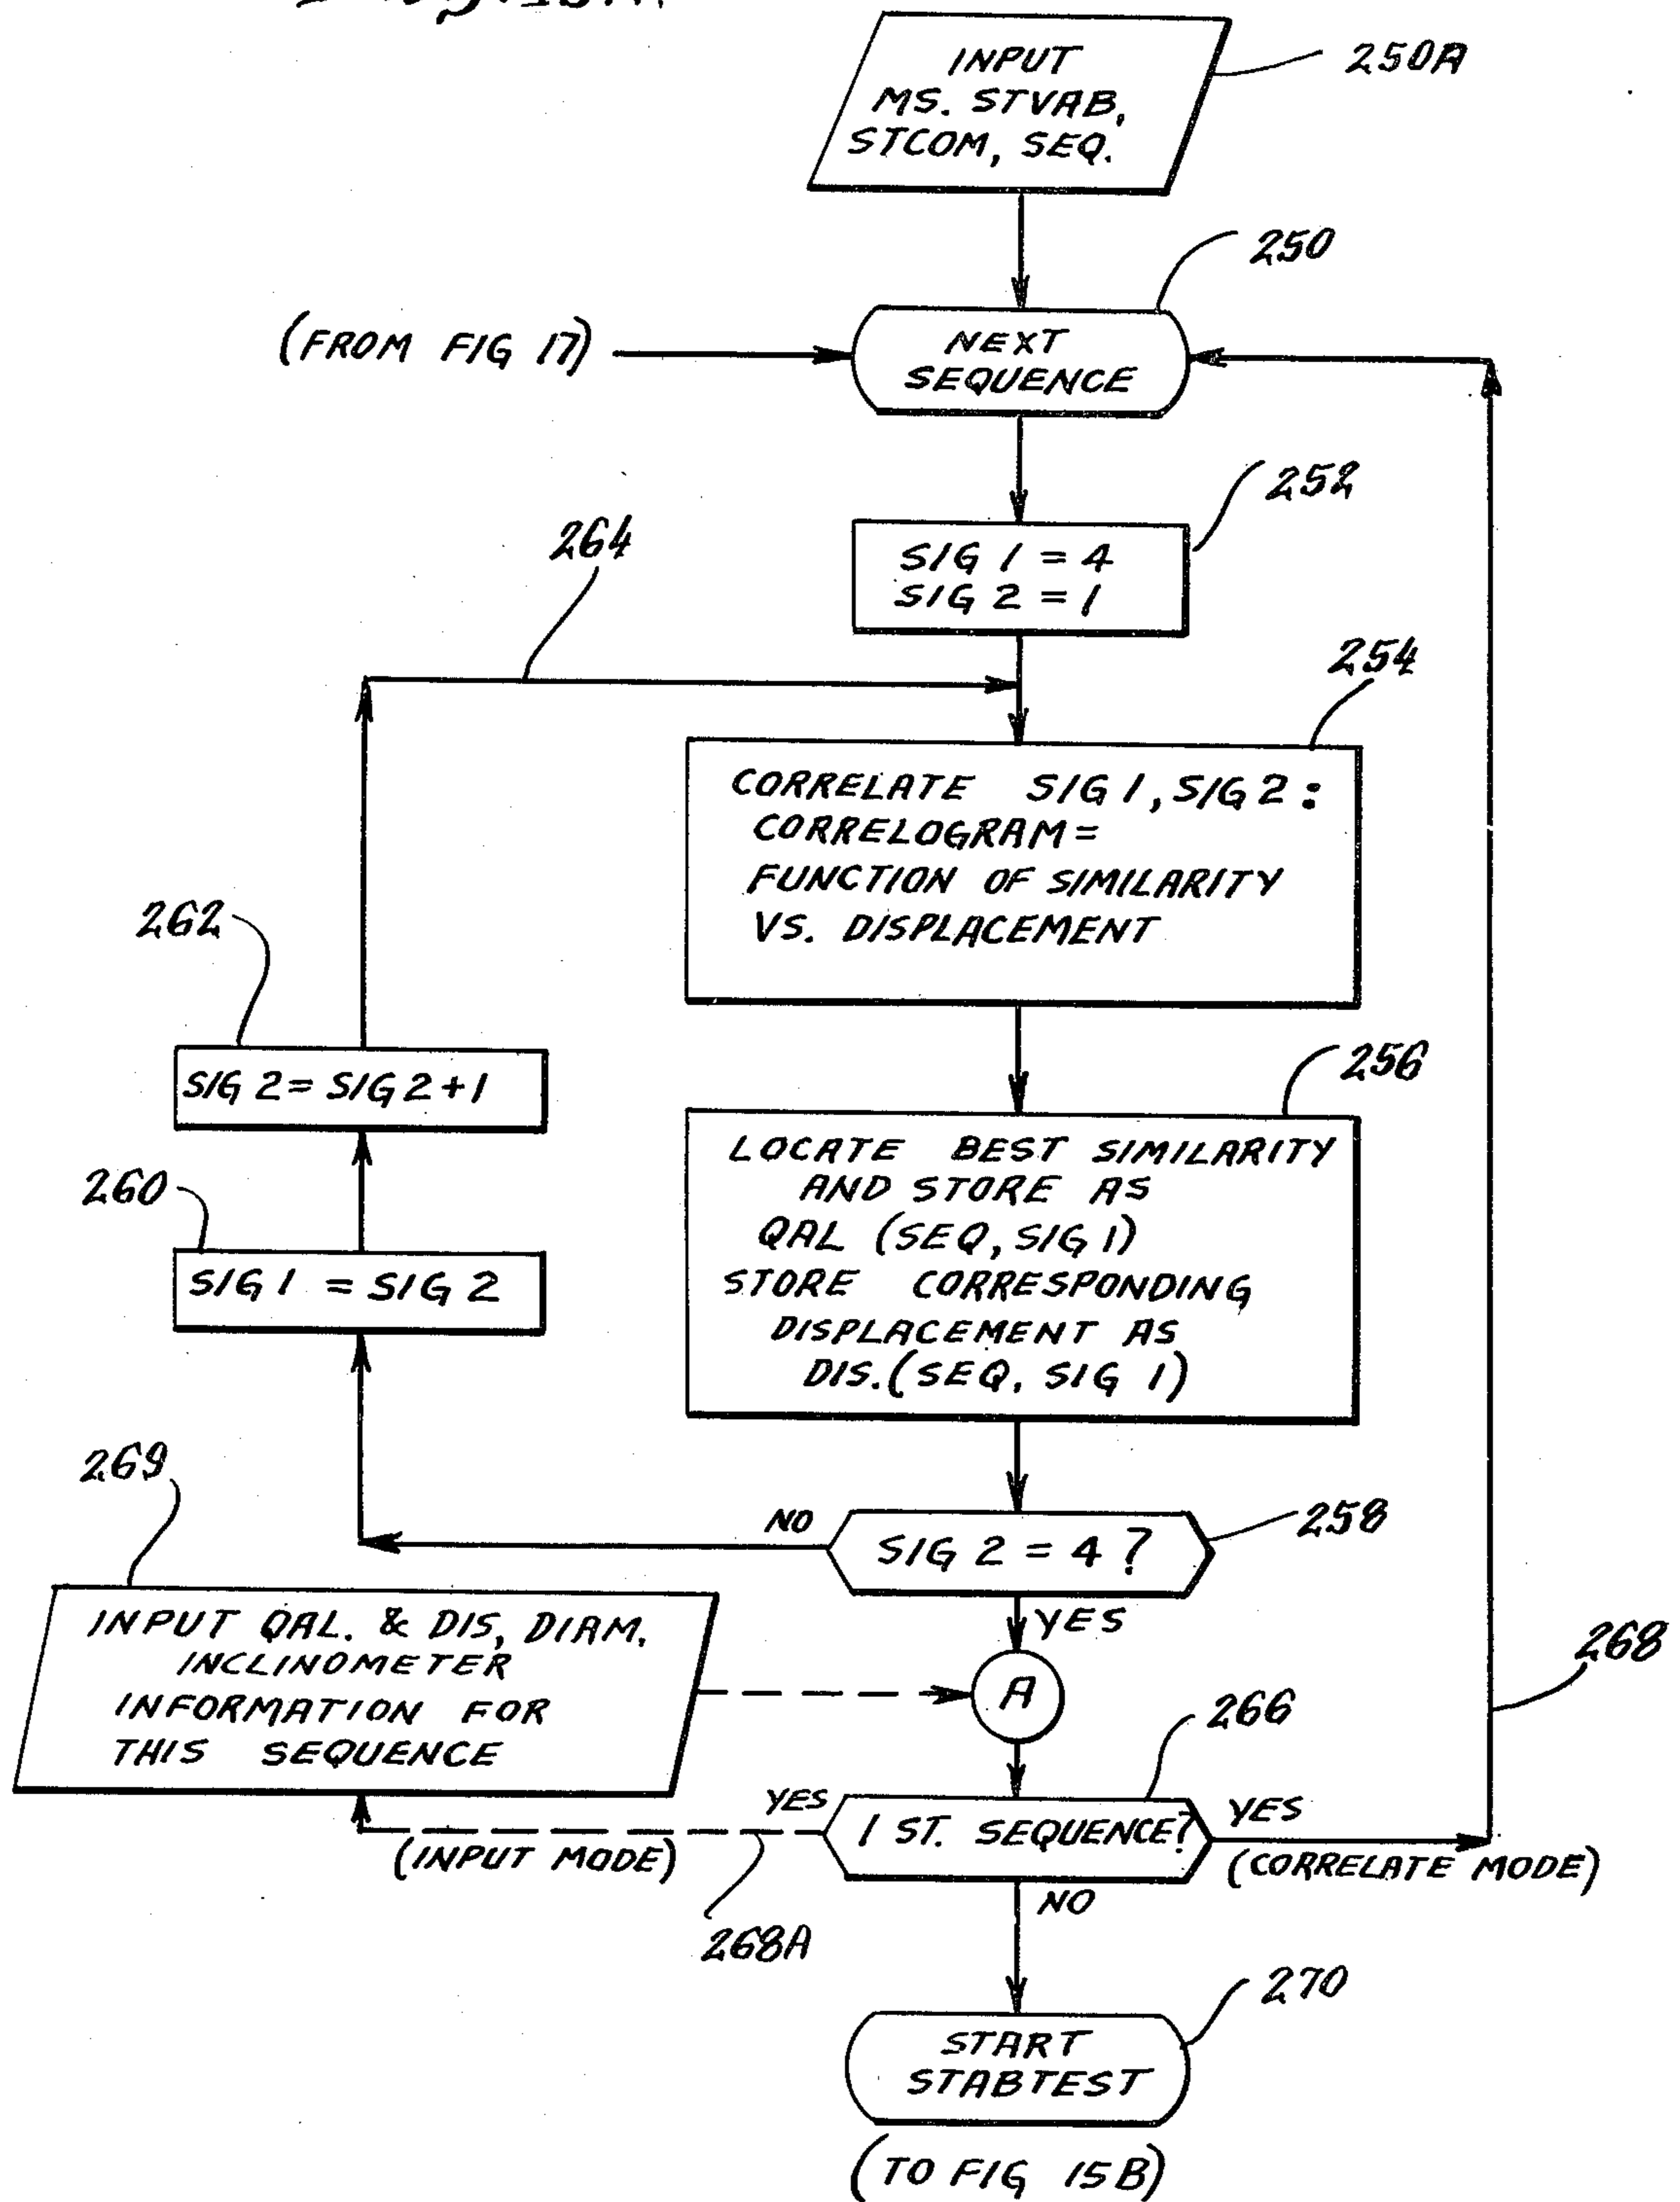 250A
INPUT
MS. STVAB,
STCOM, SEQ.
250
(FROM FIG 17)
NEXT
SEQUENCE
252
264
SIG 1 = 4
SIG 2 = 1
254
CORRELATE SIG 1, SIG 2 :
CORRELOGRAM =
FUNCTION OF SIMILARITY
VS. DISPLACEMENT
262
256
SIG 2 = SIG 2 + 1
LOCATE BEST SIMILARITY
AND STORE AS
QAL (SEQ, SIG 1)
STORE CORRESPONDING
DISPLACEMENT AS
DIS. (SEQ, SIG 1)
260
SIG 1 = SIG 2
269
NO
SIG 2 = 4 ?
258
YES
INPUT QAL. & DIS, DIAM,
INCLINOMETER
INFORMATION FOR
THIS SEQUENCE
A
268
266
YES
1 ST. SEQUENCE?
YES
(INPUT MODE)
(CORRELATE MODE)
NO
268A
270
START
STABTEST
(TO FIG 15B)